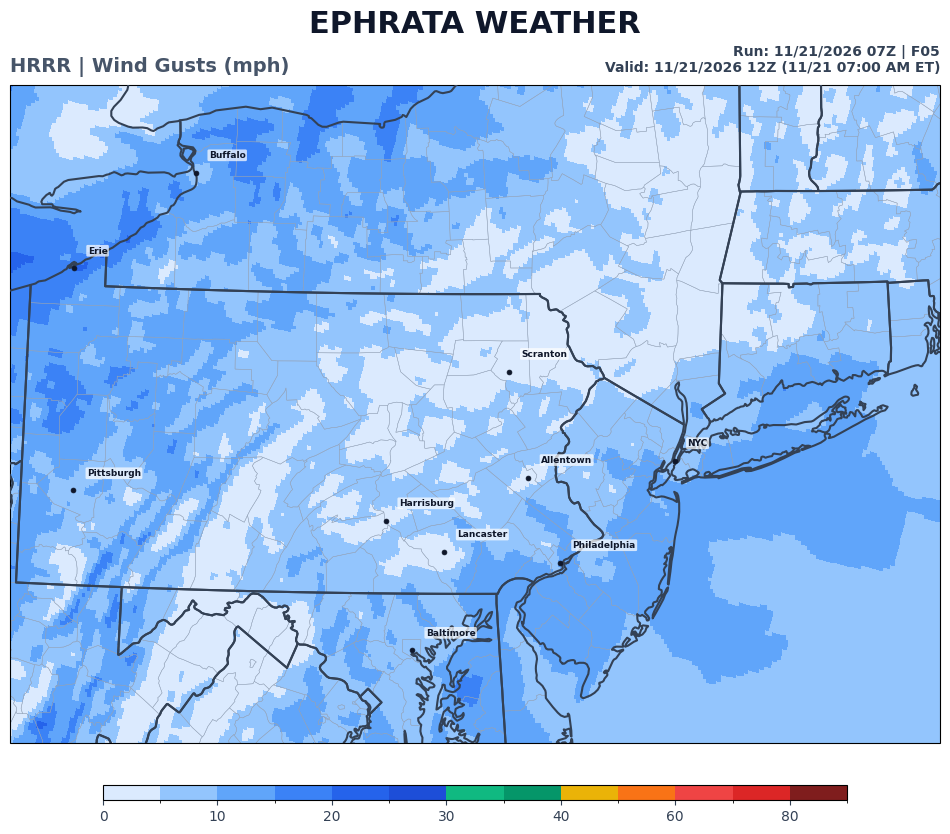 EPHRATA WEATHER
HRRR | Wind Gusts (mph)
Run: 11/21/2026 07Z | F05
Valid: 11/21/2026 12Z (11/21 07:00 AM ET)
Buffalo
Erie
Scranton
NYC
Allentown
Pittsburgh
Harrisburg
Lancaster
Philadelphia
Baltimore
0 10 20 30 40 50 60 70 80